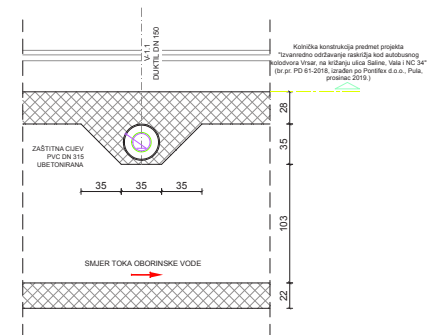 V-1.1
DUKTIL DN 150
Kolnička konstrukcija predmet projekta
"Izvanredno održavanje raskrižja kod autobusnog
kolodvora Vrsar, na križanju ulica Saline, Vala i NC 34"
(br.pr. PD 61-2018, izrađen po Pontifex d.o.o., Pula,
prosinac 2019.)
28
ZAŠTITNA CIJEV
PVC DN 315
UBETONIRANA
35
35 35 35
103
SMJER TOKA OBORINSKE VODE
22